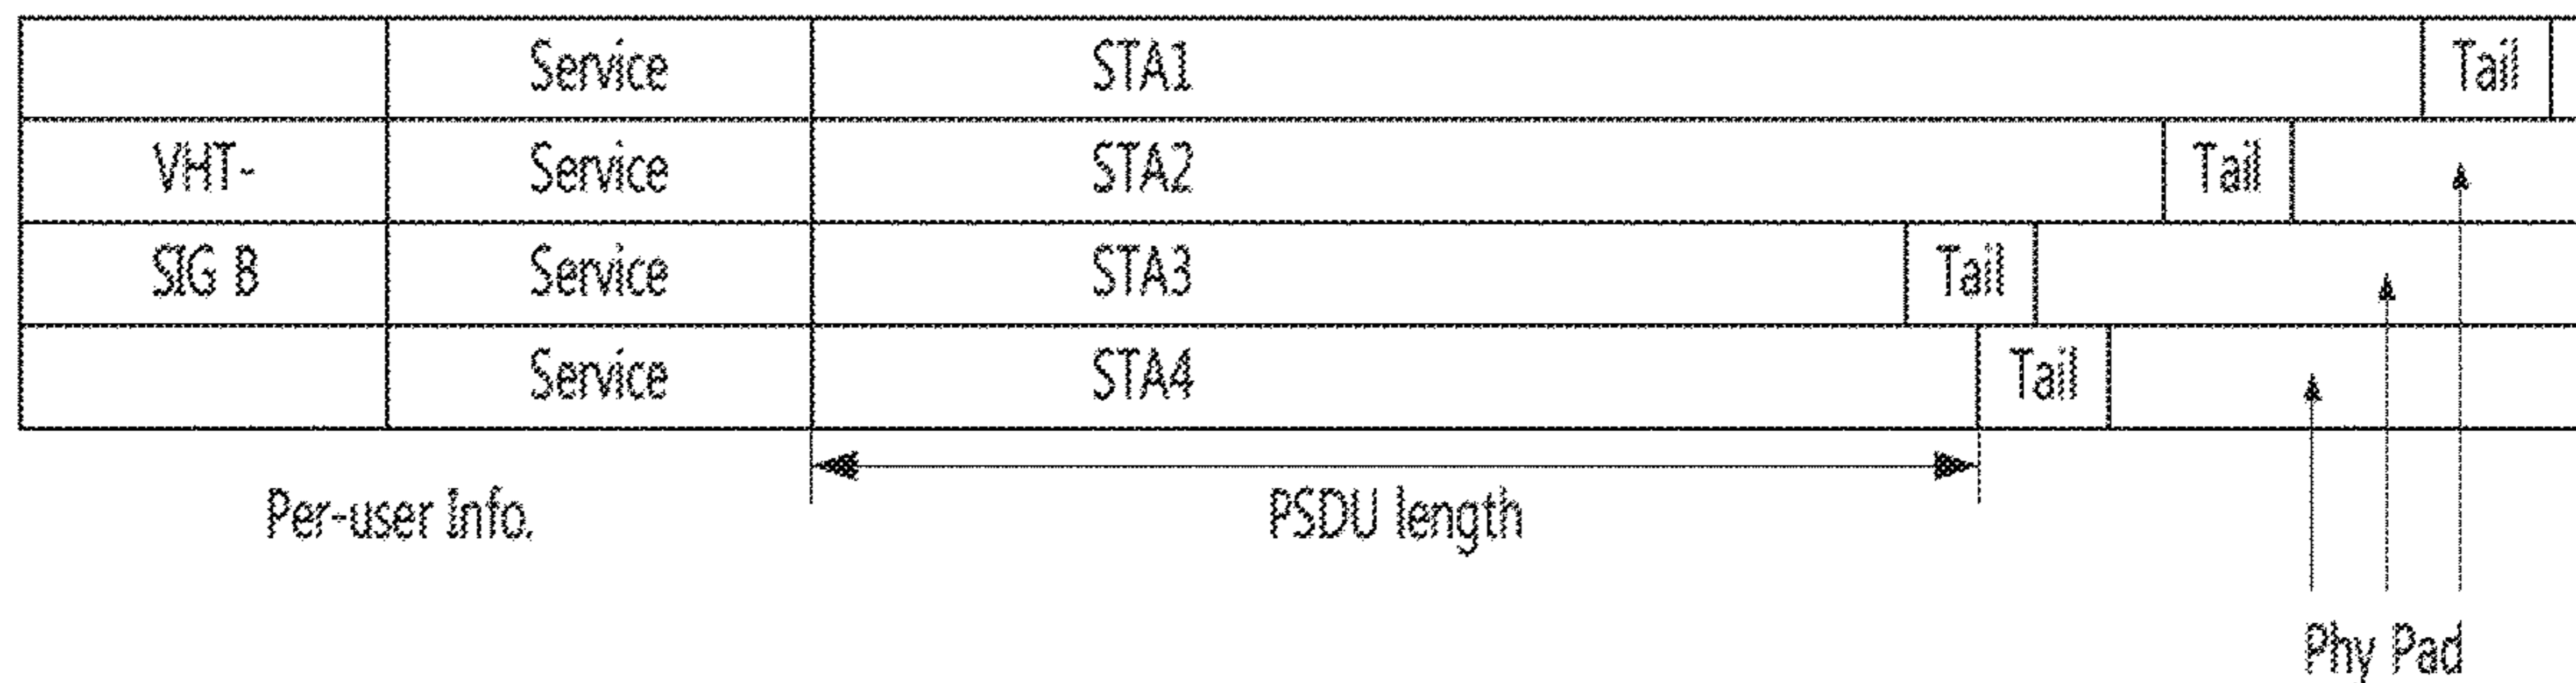 Service STA1 Tail
VHT- Service STA2 Tail
SIG B Service STA3 Tail
Service STA4 Tail
Per-user Info. PSDU length
Phy Pad